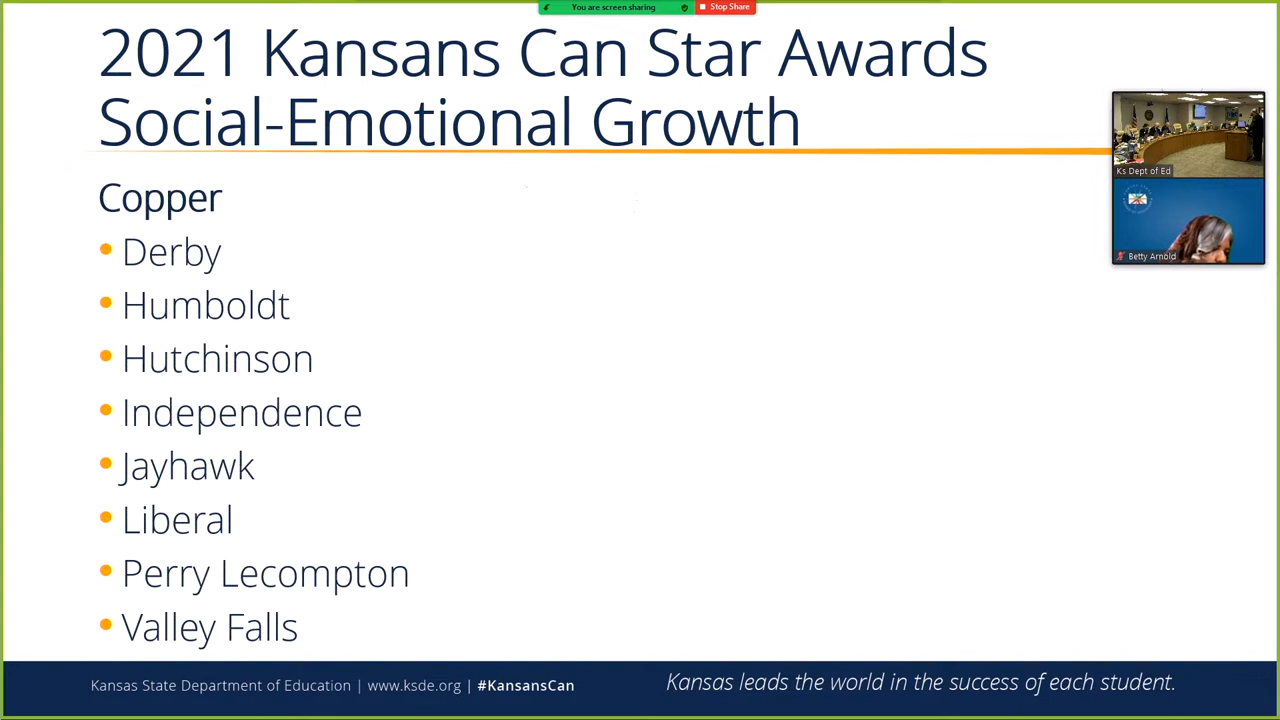 You are screen sharing
Stop Share
2021 Kansans Can Star Awards
Social-Emotional Growth
Ks Dept of Ed
Betty Arnold
Copper
• Derby
• Humboldt
• Hutchinson
• Independence
• Jayhawk
• Liberal
• Perry Lecompton
• Valley Falls
Kansas State Department of Education | www.ksde.org | #KansansCan
Kansas leads the world in the success of each student.